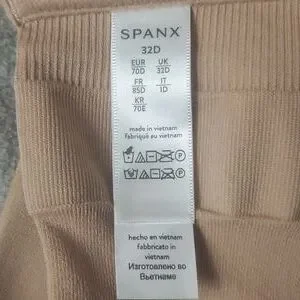 SPANX
32D
EUR UK
70D 32D
FR IT
85D 1D
KR
70E
made in vietnam
fabriqué au vietnam
hecho en vietnam
fabbricato in
vietnam
Изготовлено во
Вьетнаме